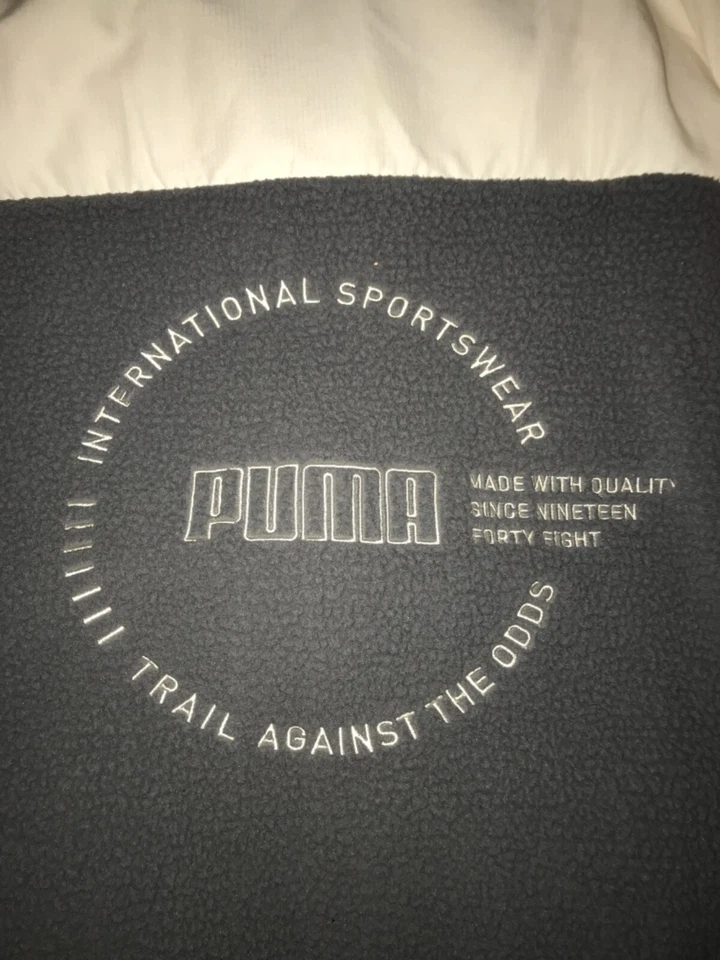 INTERNATIONAL SPORTSWEAR
PUMA
MADE WITH QUALITY
SINCE NINETEEN
FORTY EIGHT
TRAIL AGAINST THE ODDS